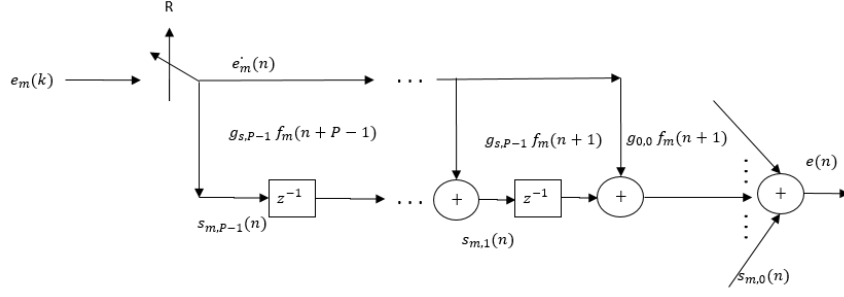 R
e_m(k)
e_m^.(n)
. . .
g_{s,P-1} f_m(n + P − 1)
g_{s,P-1} f_m(n + 1)
g_{0,0} f_m(n + 1)
e(n)
z^{-1}
. . .
+
z^{-1}
+
+
s_{m,P-1}(n)
s_{m,1}(n)
s_{m,0}(n)